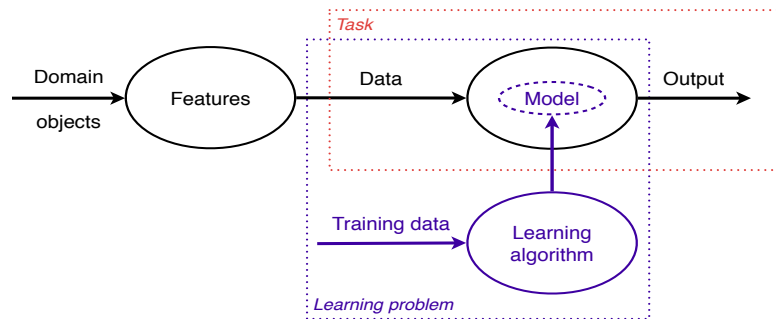 Task
Domain
objects
Features
Data
Model
Output
Training data
Learning
algorithm
Learning problem